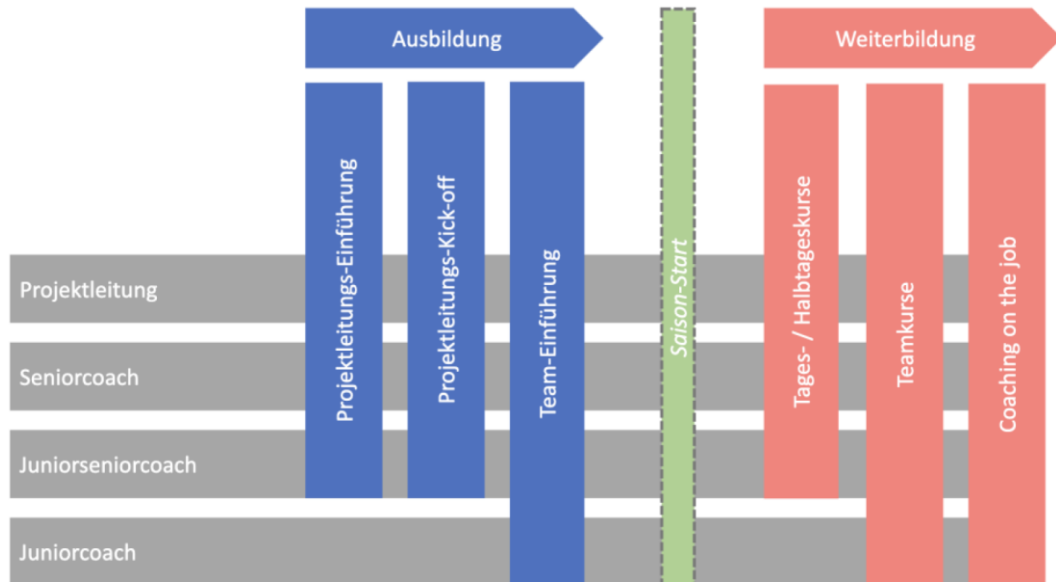 Ausbildung
Weiterbildung
Projektleitungs-Einführung
Projektleitungs-Kick-off
Team-Einführung
Saison-Start
Tages- / Halbtageskurse
Teamkurse
Coaching on the job
Projektleitung
Seniorcoach
Juniorseniorcoach
Juniorcoach